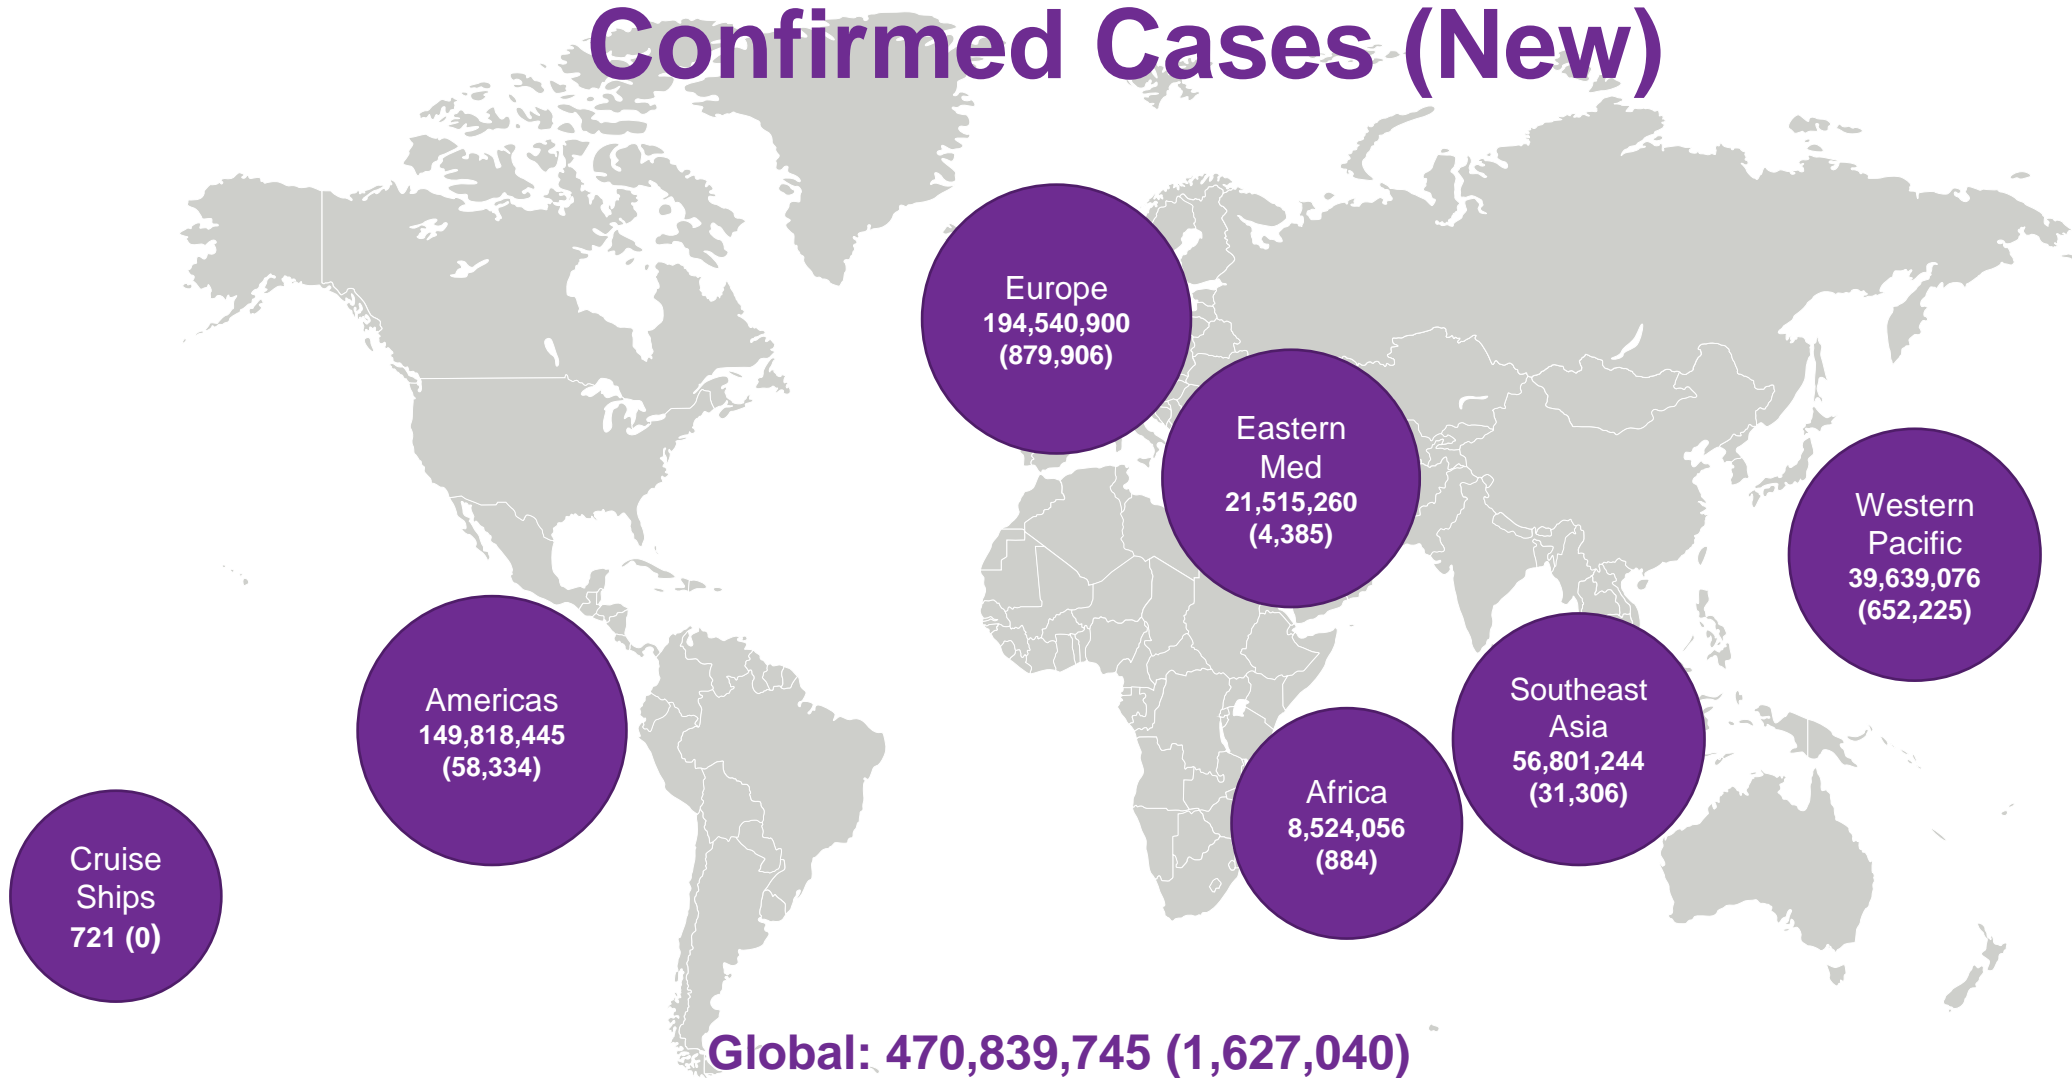 Confirmed Cases (New)
Europe
194,540,900
(879,906)
Eastern
Med
21,515,260
(4,385)
Western
Pacific
39,639,076
(652,225)
Americas
149,818,445
(58,334)
Southeast
Asia
56,801,244
(31,306)
Africa
8,524,056
(884)
Cruise
Ships
721 (0)
Global: 470,839,745 (1,627,040)